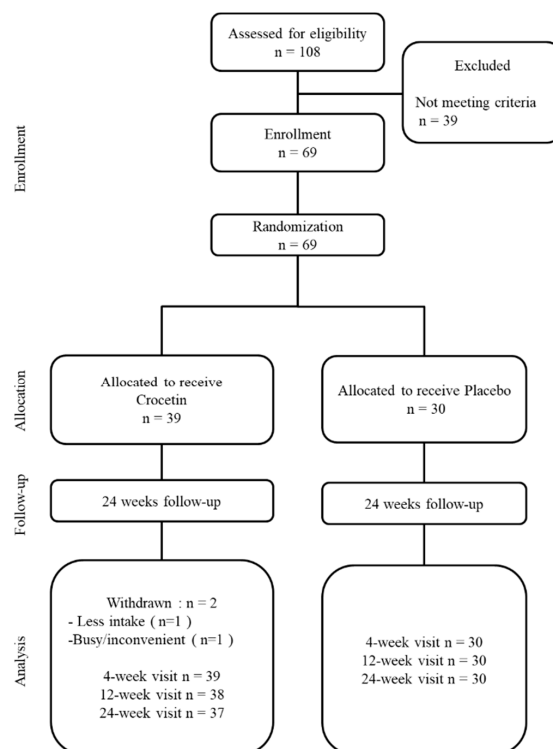 Assessed for eligibility
n = 108
Excluded
Not meeting criteria
n = 39
Enrollment
Enrollment
n = 69
Randomization
n = 69
Allocation
Allocated to receive
Crocetin
n = 39
Allocated to receive Placebo
n = 30
Follow-up
24 weeks follow-up
24 weeks follow-up
Analysis
Withdrawn : n = 2
- Less intake ( n=1 )
-Busy/inconvenient ( n=1 )
4-week visit n = 39
12-week visit n = 38
24-week visit n = 37
4-week visit n = 30
12-week visit n = 30
24-week visit n = 30